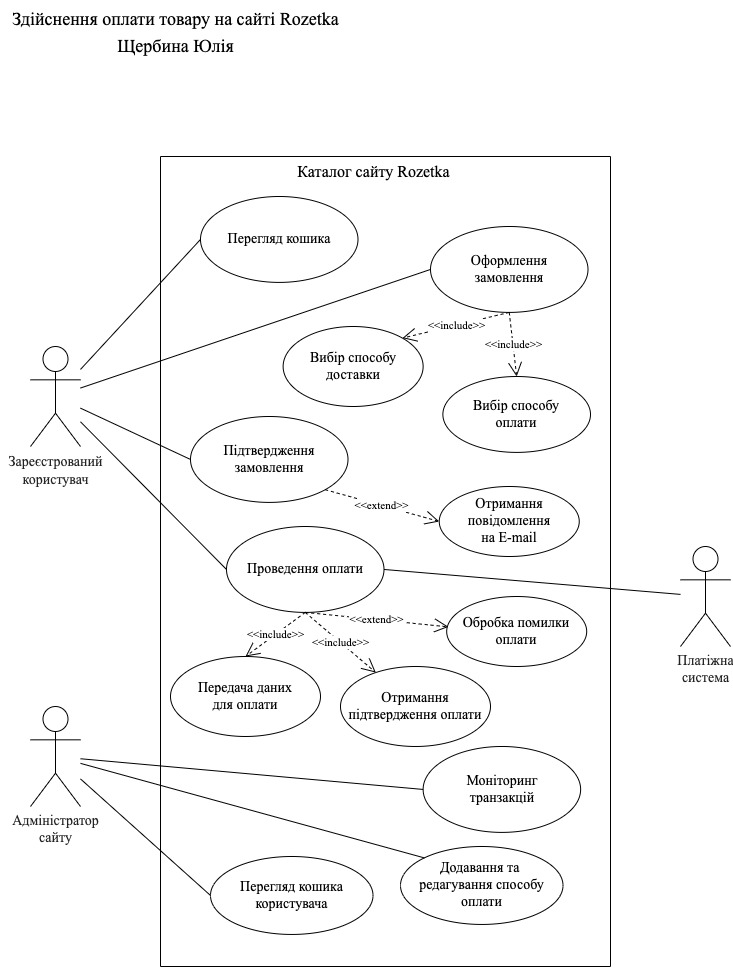 Здійснення оплати товару на сайті Rozetka
Щербина Юлія
Каталог сайту Rozetka
Перегляд кошика
Оформлення
замовлення
<<include>>
<<include>>
Вибір способу
доставки
Вибір способу
оплати
Зареєстрований
користувач
Підтвердження
замовлення
<<extend>>
Отримання
повідомлення
на E-mail
Проведення оплати
<<extend>>
<<include>>
<<include>>
Обробка помилки
оплати
Платіжна
система
Передача даних
для оплати
Отримання
підтвердження оплати
Адміністратор
сайту
Моніторинг
транзакцій
Додавання та
редагування способу
оплати
Перегляд кошика
користувача